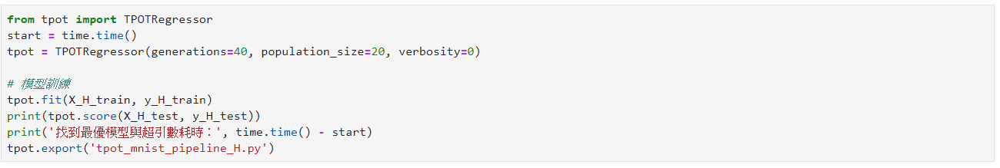 from tpot import TPOTRegressor
start = time.time()
tpot = TPOTRegressor(generations=40, population_size=20, verbosity=0)
# 模型訓練
tpot.fit(X_H_train, y_H_train)
print(tpot.score(X_H_test, y_H_test))
print('找到最優模型與超引數耗時：', time.time() - start)
tpot.export('tpot_mnist_pipeline_H.py')